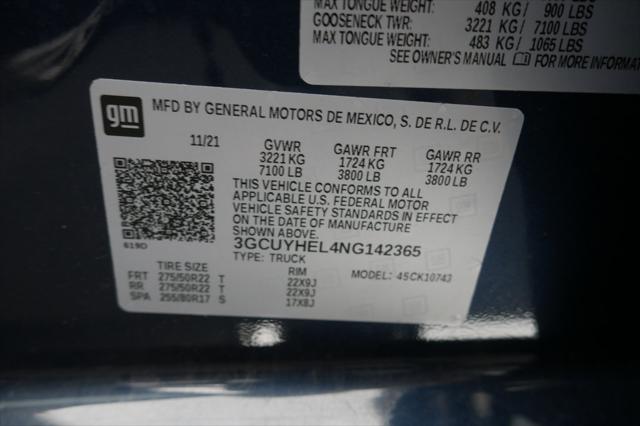 MAX TONGUE WEIGHT: 408 KG / 900 LBS
GOOSENECK TWR: 3221 KG / 7100 LBS
MAX TONGUE WEIGHT: 483 KG / 1065 LBS
SEE OWNER'S MANUAL FOR MORE INFORMAT
gm MFD BY GENERAL MOTORS DE MEXICO, S. DE R.L. DE C.V.
11/21 GVWR GAWR FRT GAWR RR
3221 KG 1724 KG 1724 KG
7100 LB 3800 LB 3800 LB
THIS VEHICLE CONFORMS TO ALL
APPLICABLE U.S. FEDERAL MOTOR
VEHICLE STANDARDS IN EFFECT
ON THE DATE OF MANUFACTURE
SHOWN ABOVE.
619D 3GCUYHEL4NG142365
TYPE: TRUCK
TIRE SIZE RIM MODEL: 45CK10743
FRT 275/50R22 T 22X9J
RR 275/50R22 T 22X9J
SPA 255/80R17 S 17X8J